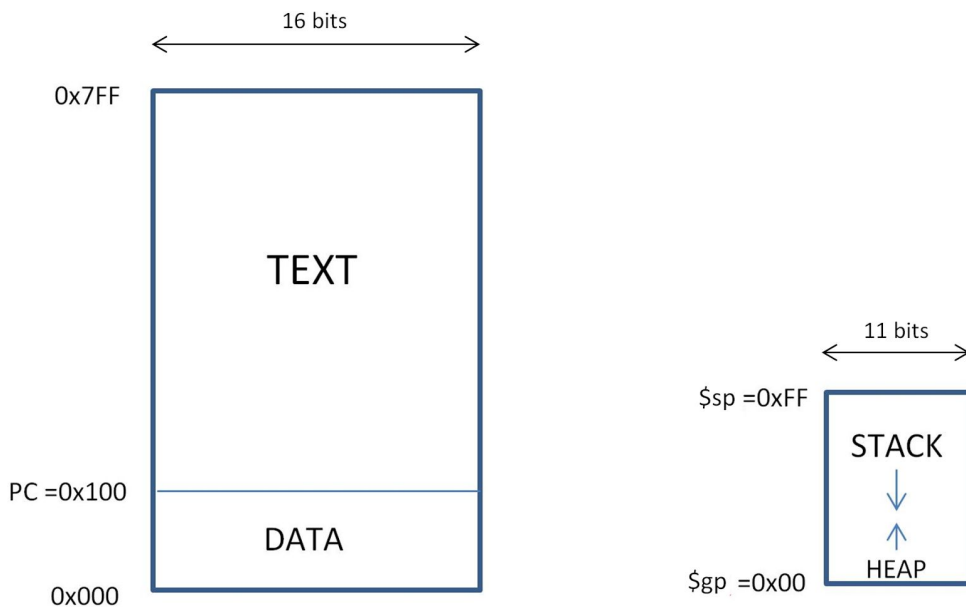 16 bits
0x7FF
TEXT
PC =0x100
DATA
0x000
11 bits
$sp =0xFF
STACK
HEAP
$gp =0x00